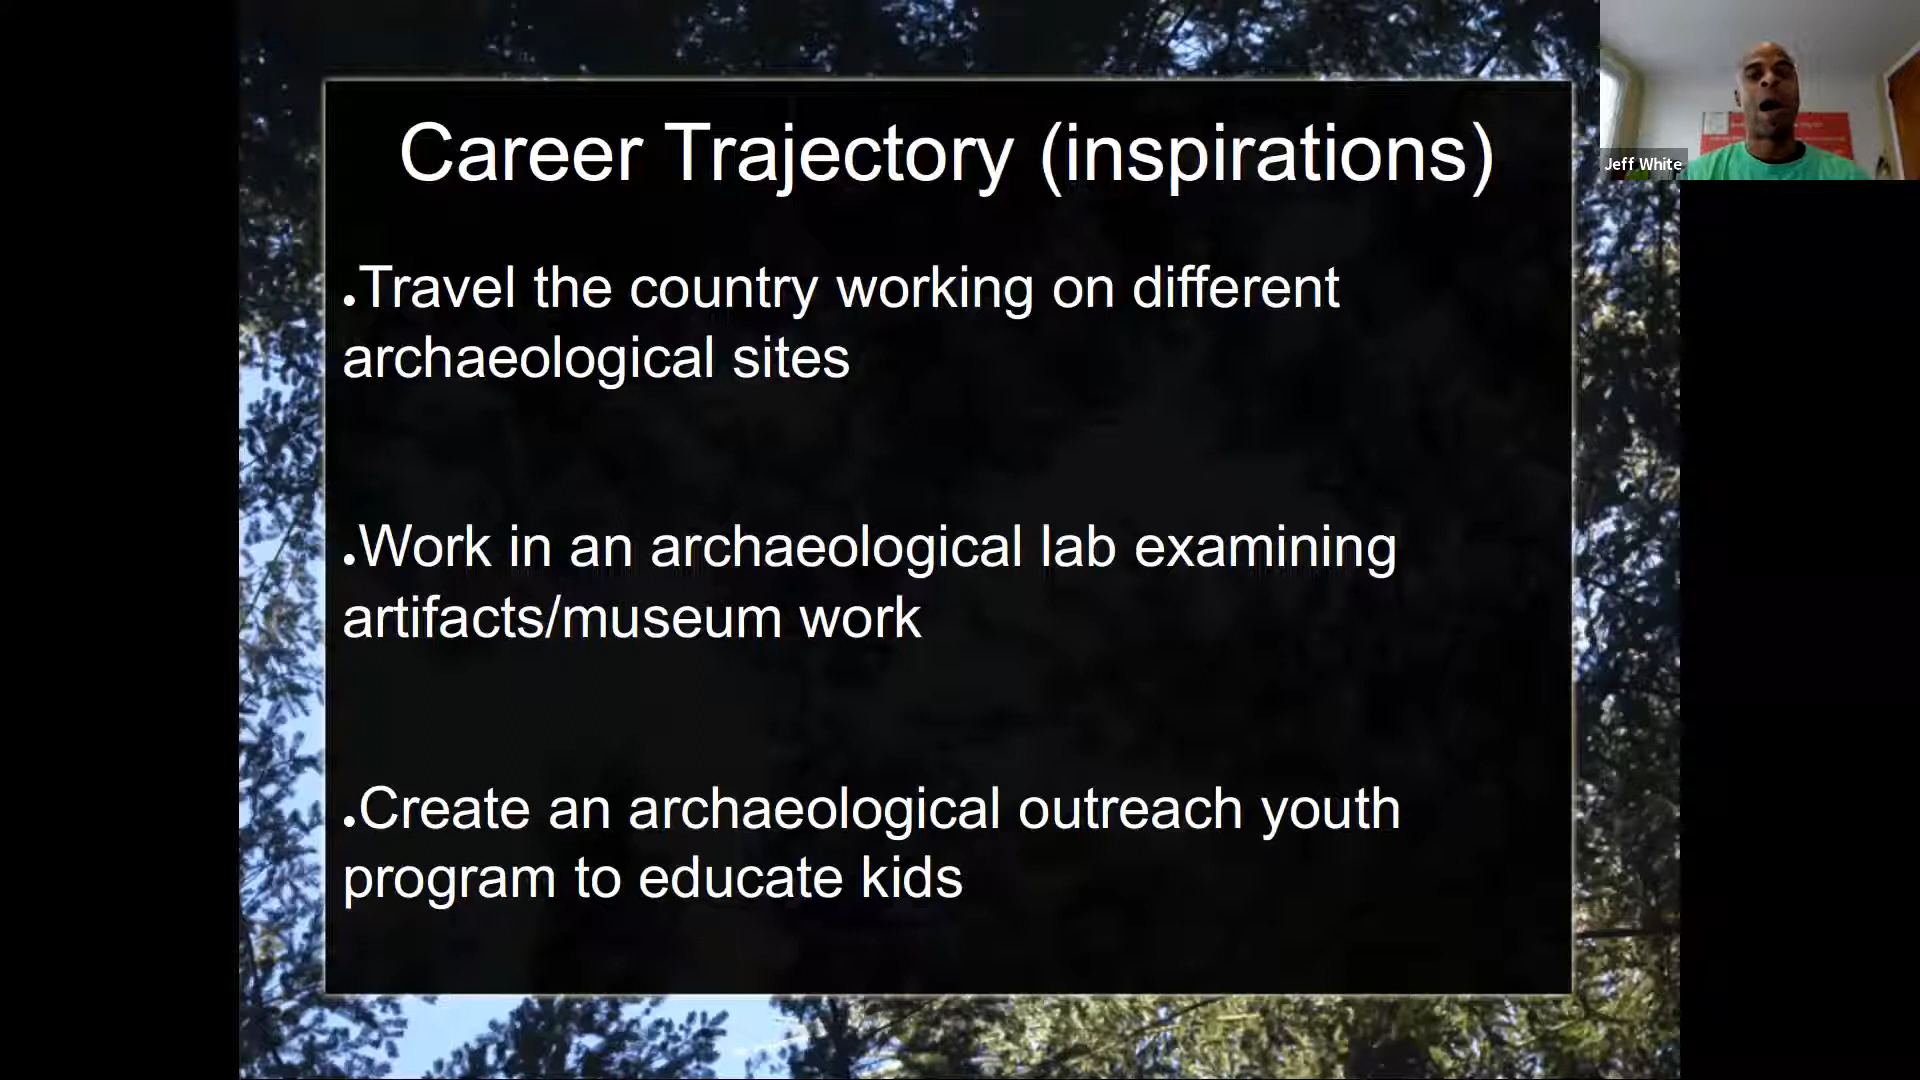 Career Trajectory (inspirations)
●Travel the country working on different
archaeological sites
●Work in an archaeological lab examining
artifacts/museum work
●Create an archaeological outreach youth
program to educate kids
Jeff White